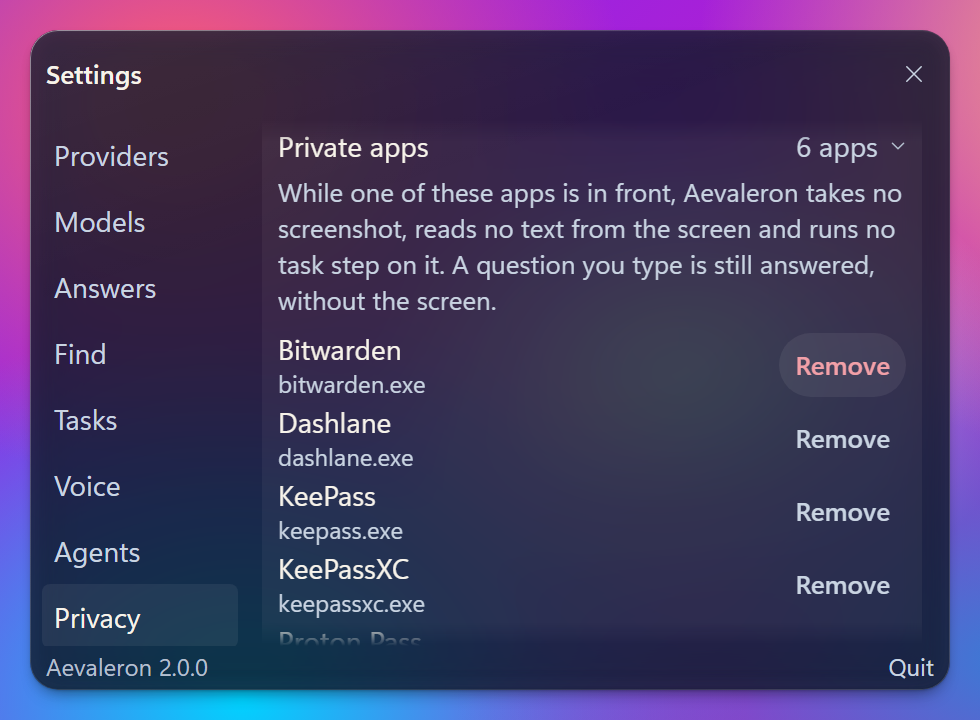 Settings
Providers
Models
Answers
Find
Tasks
Voice
Agents
Privacy
Aevaleron 2.0.0
Private apps
6 apps
While one of these apps is in front, Aevaleron takes no
screenshot, reads no text from the screen and runs no
task step on it. A question you type is still answered,
without the screen.
Bitwarden
bitwarden.exe
Remove
Dashlane
dashlane.exe
Remove
KeePass
keepass.exe
Remove
KeePassXC
keepassxc.exe
Remove
Proton Pass
Quit